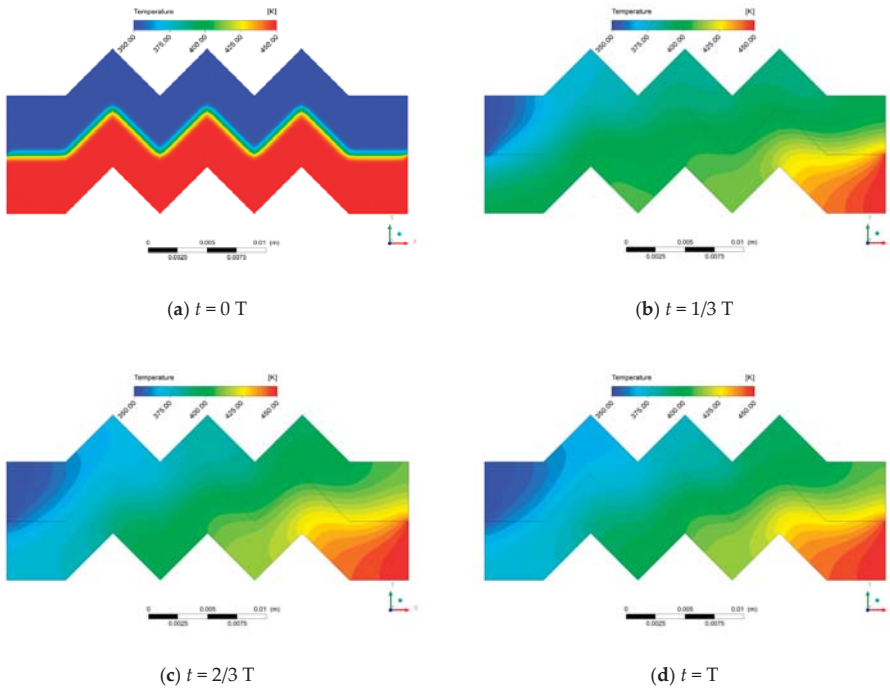 Temperature [K]
350.00 375.00 400.00 425.00 450.00
0 0.005 0.01 (m)
0.0025 0.0075
(a) t = 0 T
Temperature [K]
350.00 375.00 400.00 425.00 450.00
0 0.005 0.01 (m)
0.0025 0.0075
(b) t = 1/3 T
Temperature [K]
350.00 375.00 400.00 425.00 450.00
0 0.005 0.01 (m)
0.0025 0.0075
(c) t = 2/3 T
Temperature [K]
350.00 375.00 400.00 425.00 450.00
0 0.005 0.01 (m)
0.0025 0.0075
(d) t = T